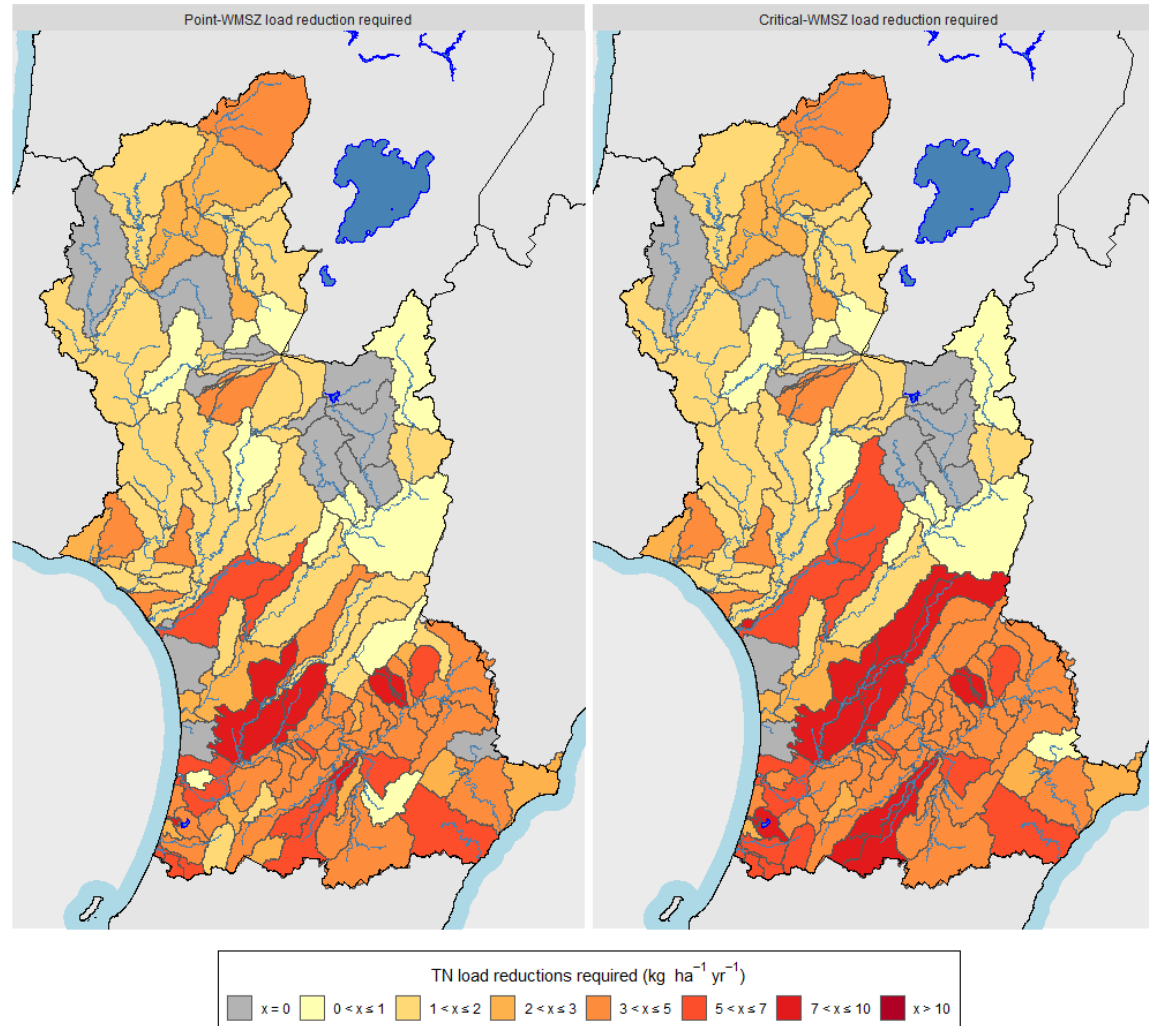 Point-WMSZ load reduction required
Critical-WMSZ load reduction required
TN load reductions required (kg ha⁻¹ yr⁻¹)
x = 0
0 < x ≤ 1
1 < x ≤ 2
2 < x ≤ 3
3 < x ≤ 5
5 < x ≤ 7
7 < x ≤ 10
x > 10